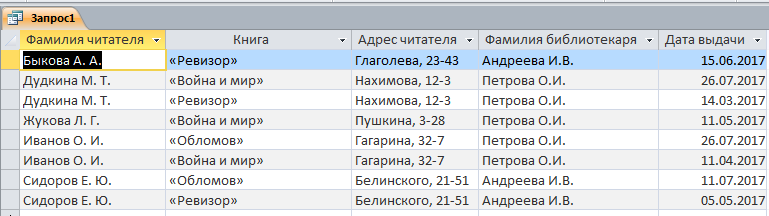 Запрос1
Фамилия читателя Книга Адрес читателя Фамилия библиотекаря Дата выдачи
Быкова А. А. «Ревизор» Глаголева, 23-43 Андреева И.В. 15.06.2017
Дудкина М. Т. «Война и мир» Нахимова, 12-3 Петрова О.И. 26.07.2017
Дудкина М. Т. «Ревизор» Нахимова, 12-3 Петрова О.И. 14.03.2017
Жукова Л. Г. «Война и мир» Пушкина, 3-28 Петрова О.И. 11.05.2017
Иванов О. И. «Обломов» Гагарина, 32-7 Петрова О.И. 26.07.2017
Иванов О. И. «Война и мир» Гагарина, 32-7 Петрова О.И. 11.04.2017
Сидоров Е. Ю. «Обломов» Белинского, 21-51 Андреева И.В. 11.07.2017
Сидоров Е. Ю. «Ревизор» Белинского, 21-51 Андреева И.В. 05.05.2017